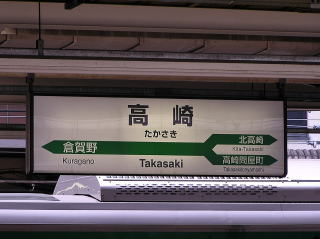 高崎
たかさき
倉賀野
Kuragano
Takasaki
北高崎
Kita-Takasaki
高崎問屋町
Takasakitonyamachi